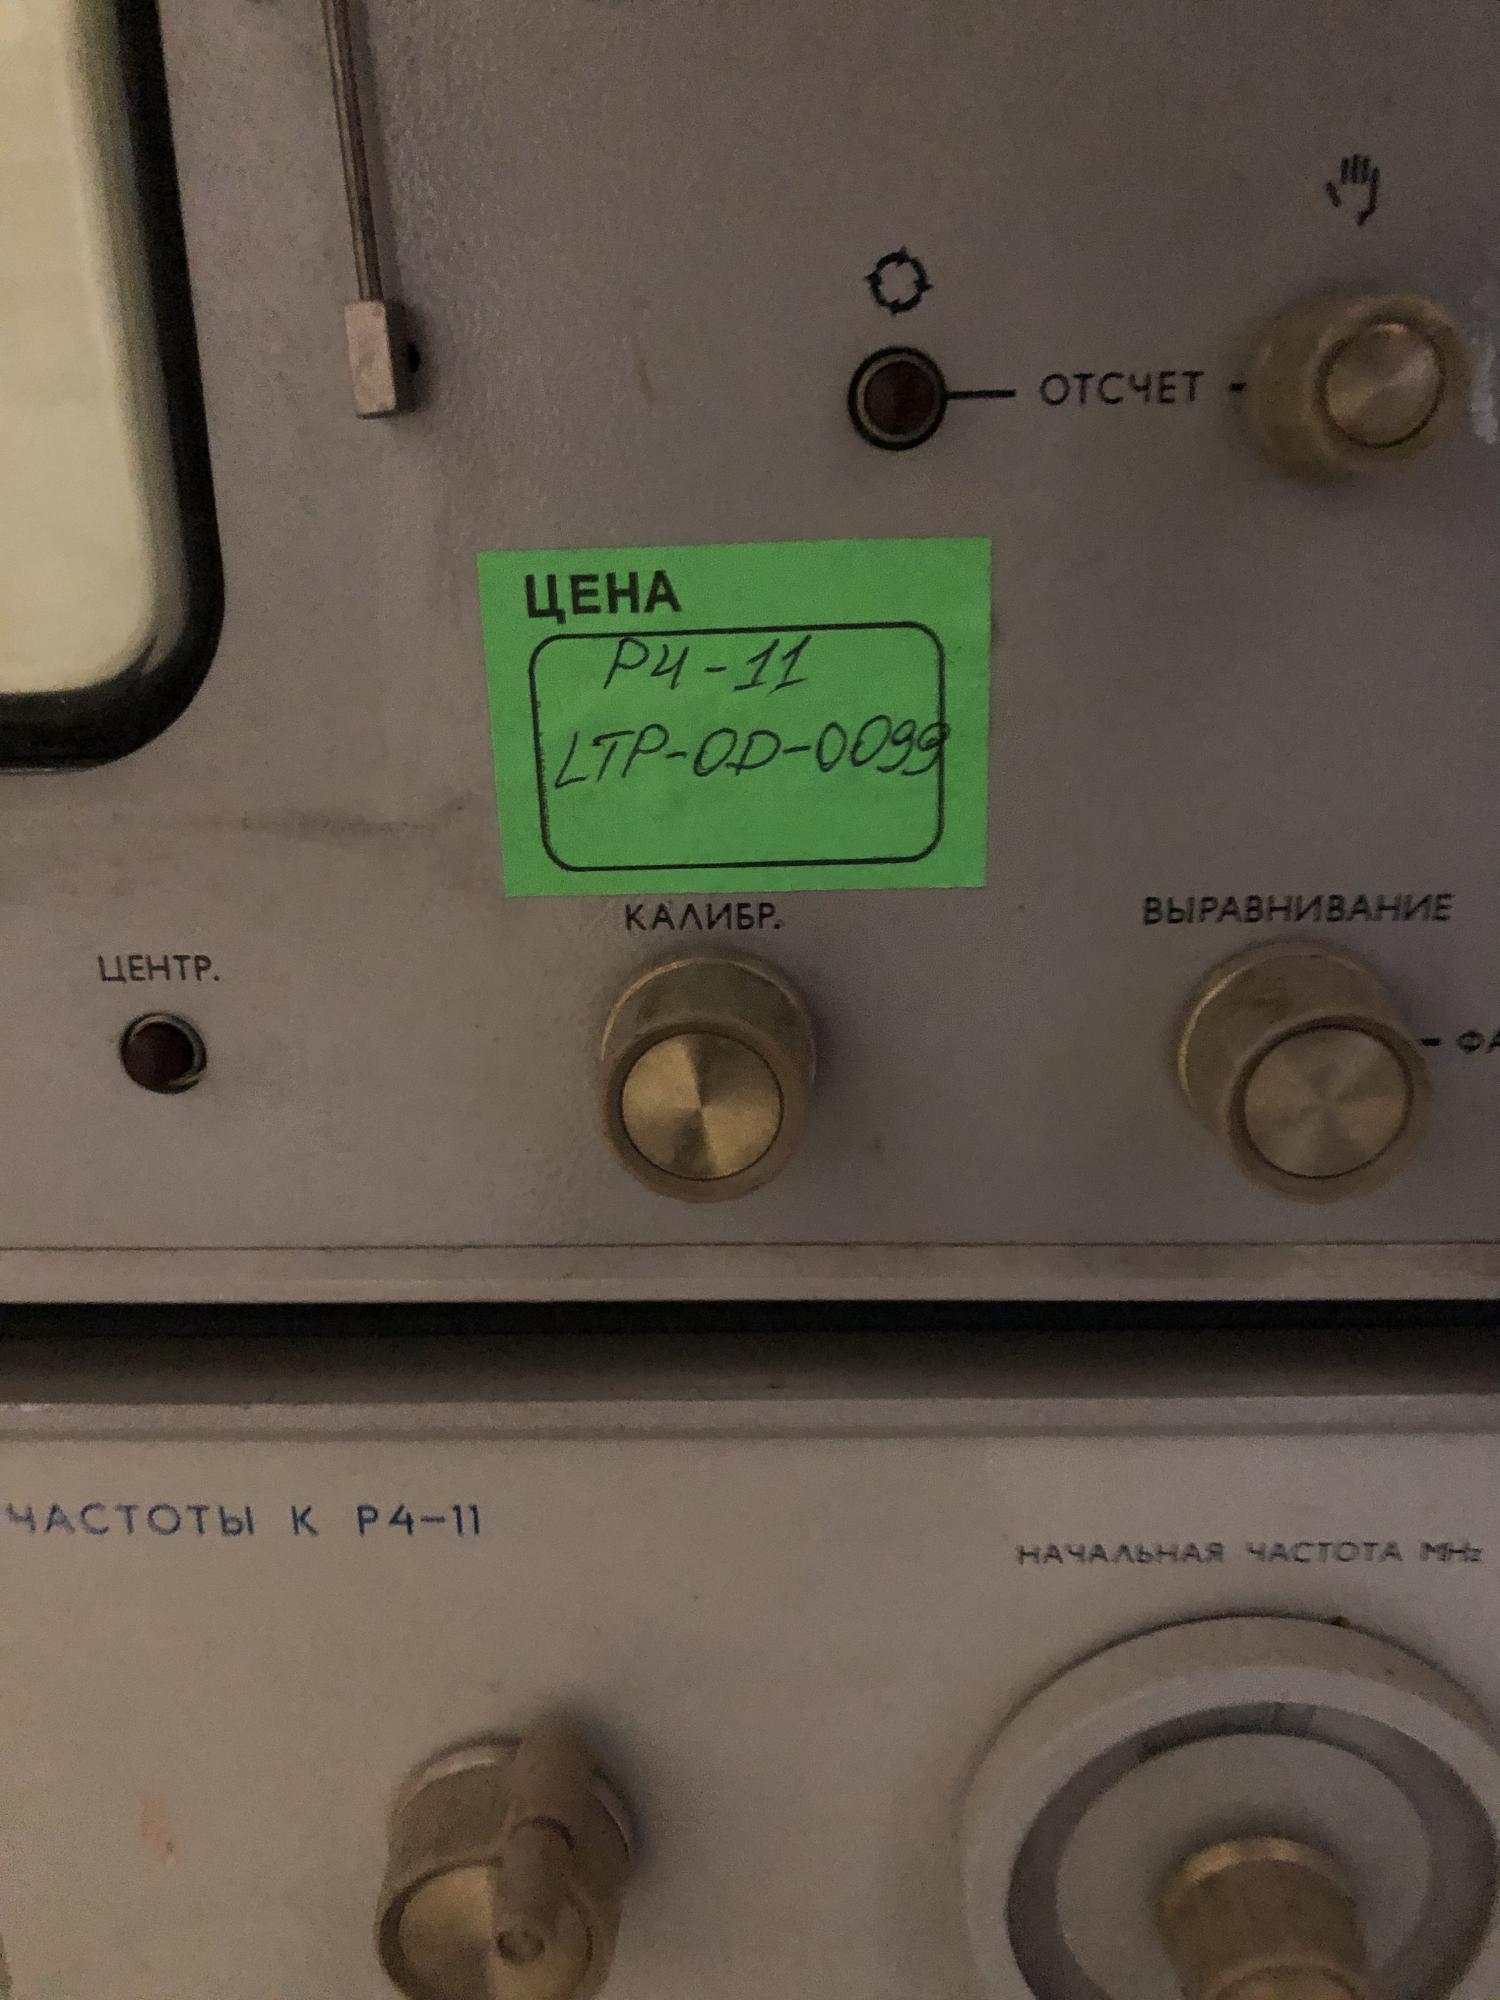 ОТСЧЕТ
ЦЕНА
Р4-11
LTP-OD-0099
КАЛИБР.
ВЫРАВНИВАНИЕ
ЦЕНТР.
ЧАСТОТЫ К Р4-11
НАЧАЛЬНАЯ ЧАСТОТА MHz